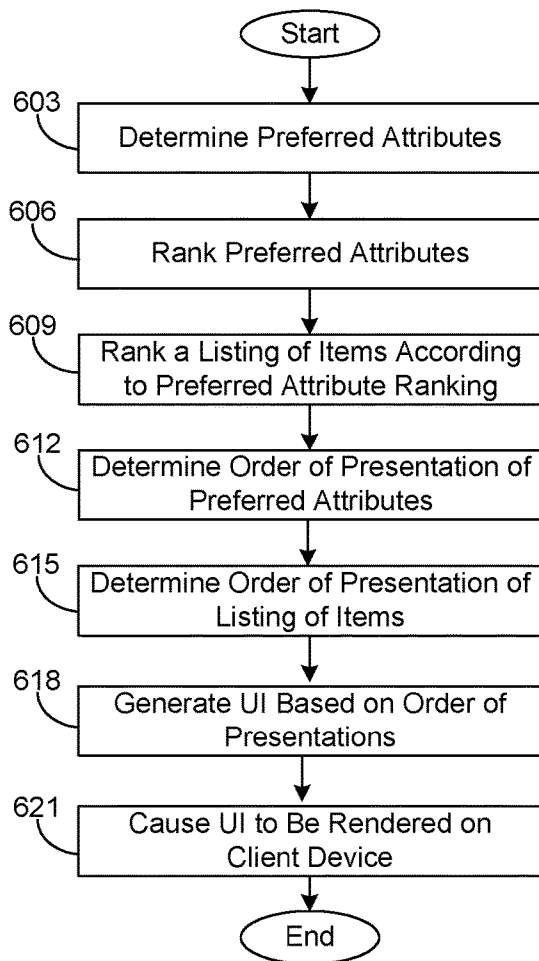 Start
603
Determine Preferred Attributes
606
Rank Preferred Attributes
609
Rank a Listing of Items According
to Preferred Attribute Ranking
612
Determine Order of Presentation of
Preferred Attributes
615
Determine Order of Presentation of
Listing of Items
618
Generate UI Based on Order of
Presentations
621
Cause UI to Be Rendered on
Client Device
End